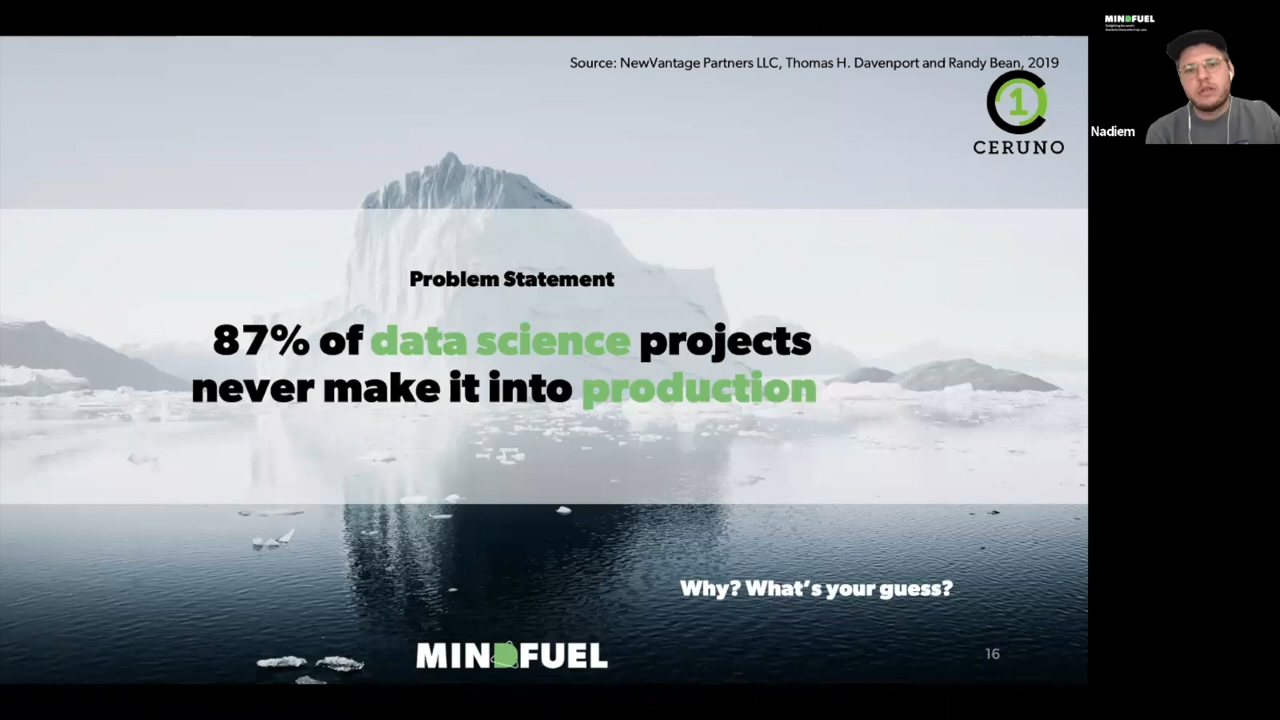 Source: NewVantage Partners LLC, Thomas H. Davenport and Randy Bean, 2019
1
CERUNO
Problem Statement
87% of data science projects
never make it into production
Why? What's your guess?
MINDFUEL
16
MINDFUEL
Nadiem